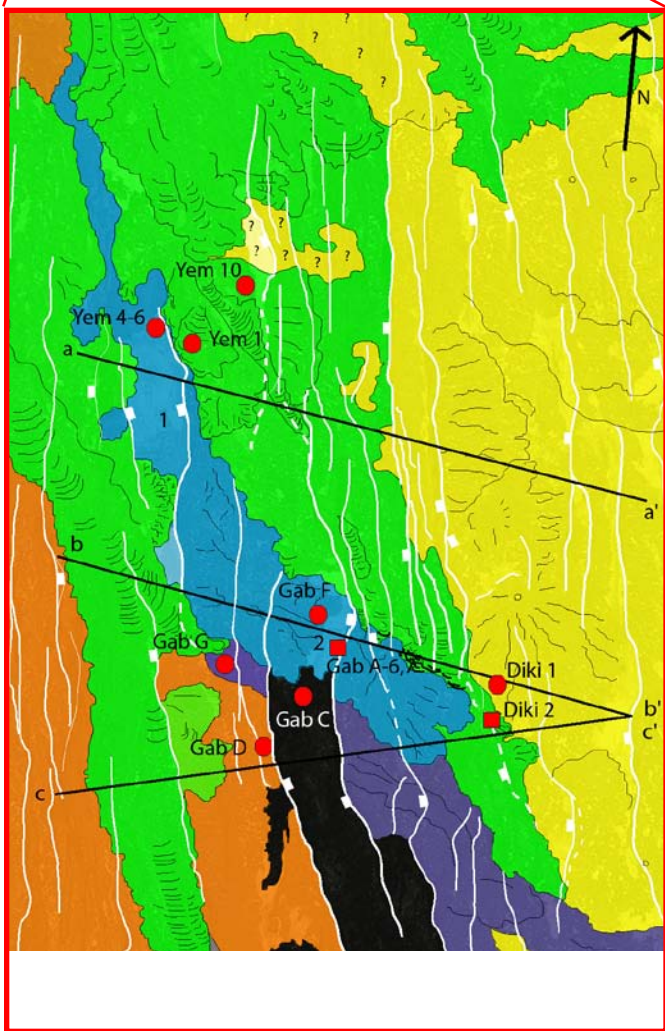 ?
?
?
?
N
?
?
?
?
?
?
Yem 10
Yem 4-6
Yem 1
a
1
a'
b
Gab F
2
Gab G
Gab A-6,7
Diki 1
b'
Diki 2
c'
Gab C
Gab D
c